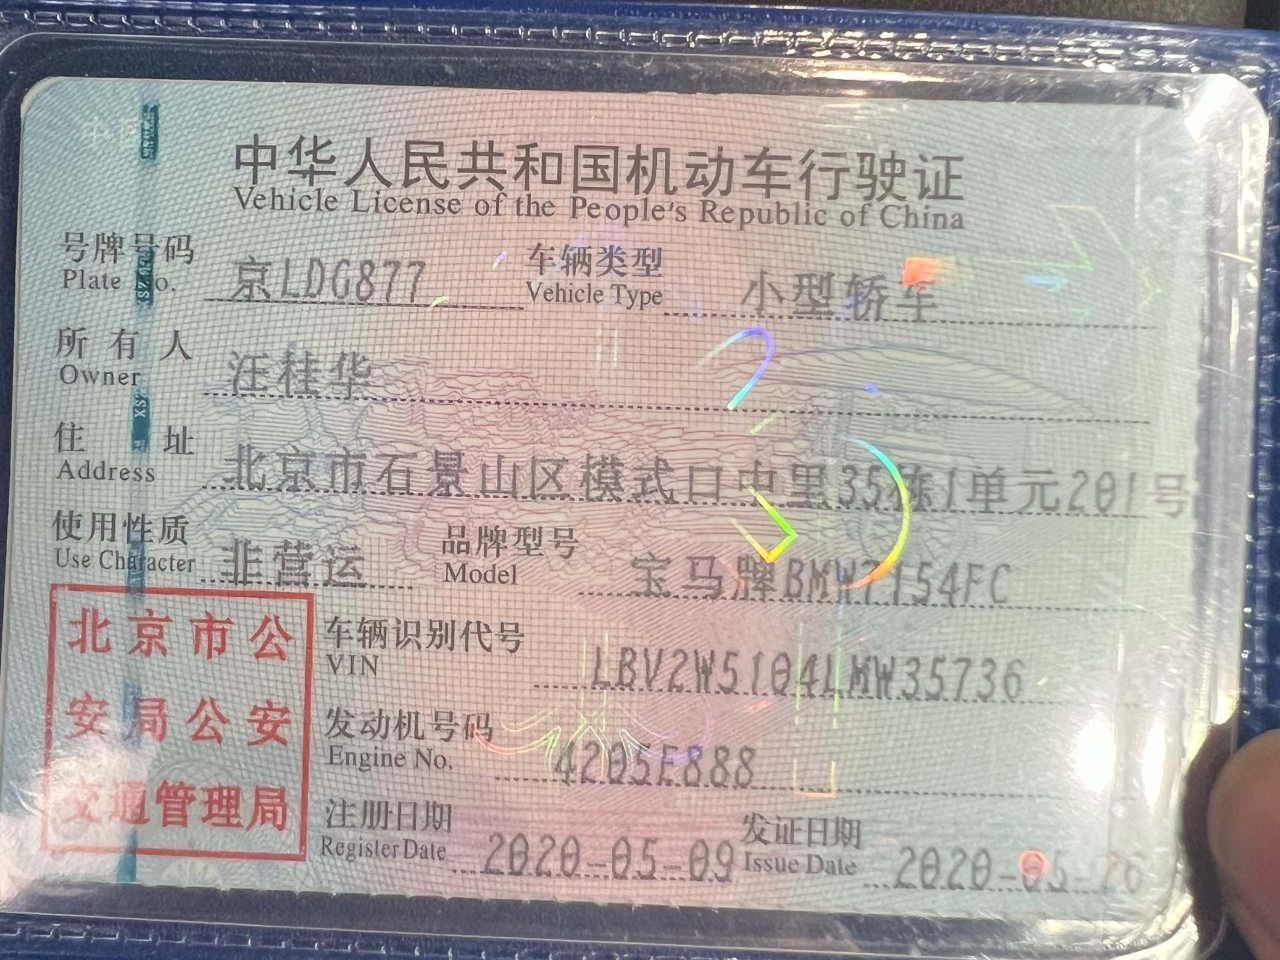 中华人民共和国机动车行驶证
Vehicle License of the People's Republic of China
号牌号码 京LDG877 车辆类型 小型轿车
Plate No. Vehicle Type
所有人 汪桂华
Owner
住址 北京市石景山区模式口中里35栋1单元201号
Address
使用性质 非营运 品牌型号 宝马牌BMW7154FC
Use Character Model
北京市公
安局公安
交通管理局
车辆识别代号 LBV2W5104LMW35736
VIN
发动机号码 4205E888
Engine No.
注册日期 2020-05-09 发证日期
Register Date Issue Date